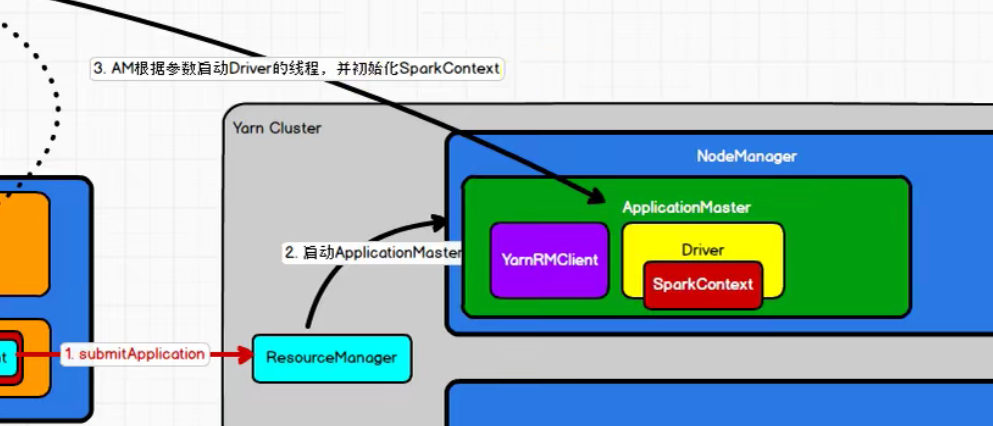 3. AM根据参数启动Driver的线程，并初始化SparkContext
Yarn Cluster
NodeManager
ApplicationMaster
2. 启动ApplicationMaster
YarnRMClient
Driver
SparkContext
1. submitApplication
ResourceManager